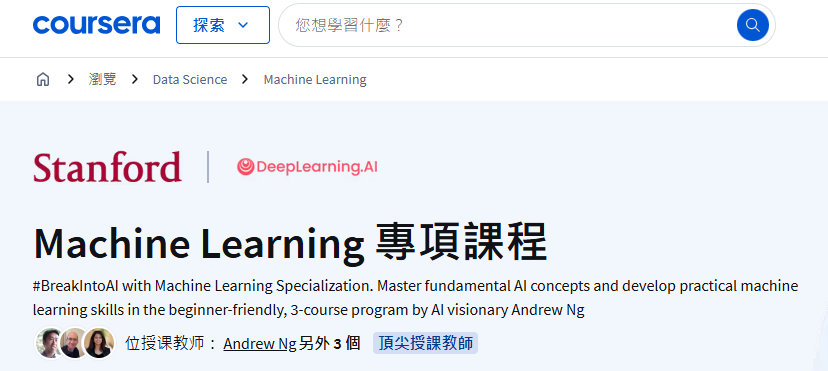 coursera 探索 您想學習什麼？
瀏覽 Data Science Machine Learning
Stanford DeepLearning.AI
Machine Learning 專項課程
#BreakIntoAI with Machine Learning Specialization. Master fundamental AI concepts and develop practical machine
learning skills in the beginner-friendly, 3-course program by AI visionary Andrew Ng
位授课教师： Andrew Ng 另外 3 個 頂尖授課教師